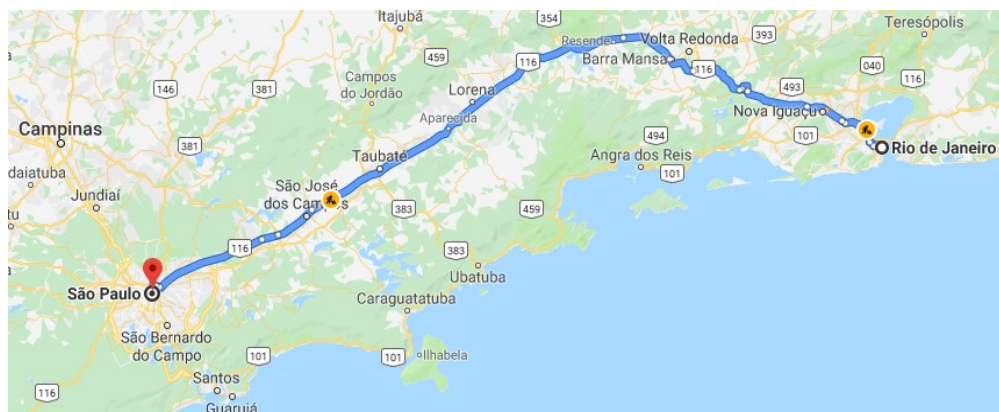 Itajubá
354
Teresópolis
459
Resende
Volta Redonda
393
116
Barra Mansa
116
040
116
146
381
Campos
do Jordão
Lorena
493
Campinas
Aparecida
Nova Iguaçu
381
101
Rio de Janeiro
daiatuba
Taubaté
494
Angra dos Reis
101
Jundiaí
São José
dos Campos
tu
383
459
116
383
Ubatuba
São Paulo
Caraguatatuba
São Bernardo
do Campo
101
101
Ilhabela
116
Santos
Guarujá